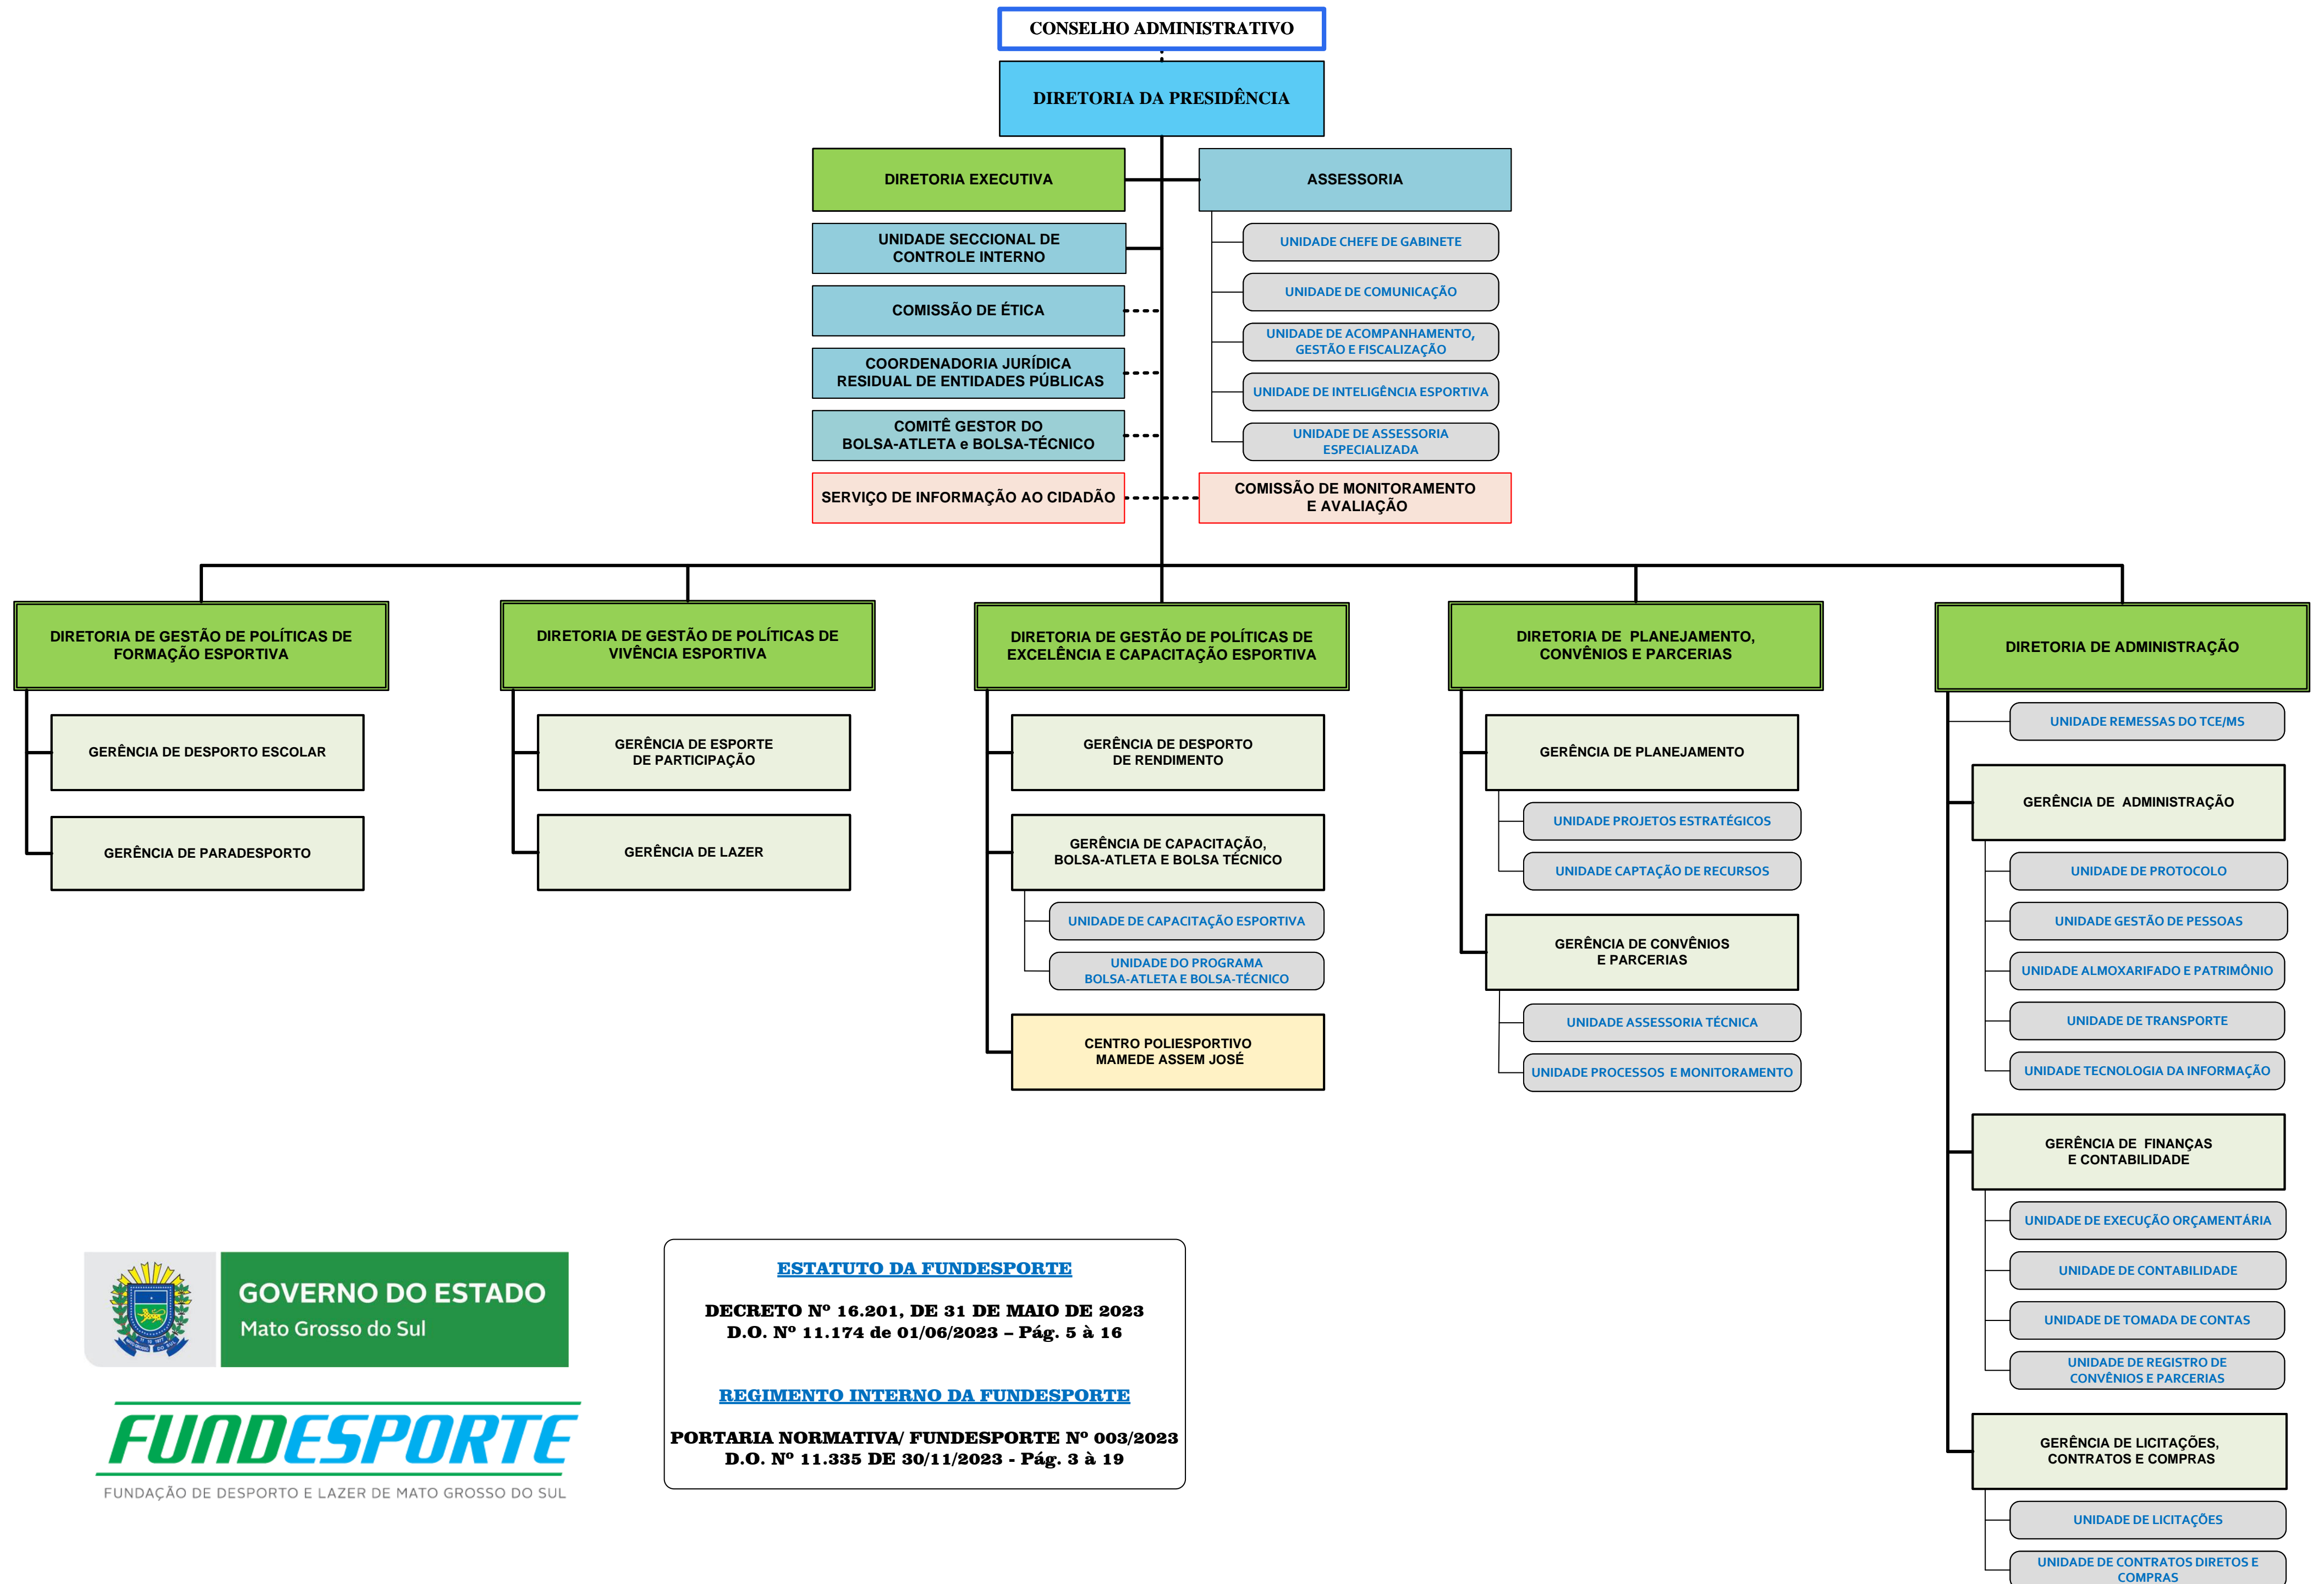 CONSELHO ADMINISTRATIVO
DIRETORIA DA PRESIDÊNCIA
DIRETORIA EXECUTIVA
ASSESSORIA
UNIDADE SECCIONAL DE
CONTROLE INTERNO
COMISSÃO DE ÉTICA
COORDENADORIA JURÍDICA
RESIDUAL DE ENTIDADES PÚBLICAS
COMITÊ GESTOR DO
BOLSA-ATLETA e BOLSA-TÉCNICO
SERVIÇO DE INFORMAÇÃO AO CIDADÃO
UNIDADE CHEFE DE GABINETE
UNIDADE DE COMUNICAÇÃO
UNIDADE DE ACOMPANHAMENTO,
GESTÃO E FISCALIZAÇÃO
UNIDADE DE INTELIGÊNCIA ESPORTIVA
UNIDADE DE ASSESSORIA
ESPECIALIZADA
COMISSÃO DE MONITORAMENTO
E AVALIAÇÃO
DIRETORIA DE GESTÃO DE POLÍTICAS DE
FORMAÇÃO ESPORTIVA
GERÊNCIA DE DESPORTO ESCOLAR
GERÊNCIA DE PARADESPORTO
DIRETORIA DE GESTÃO DE POLÍTICAS DE
VIVÊNCIA ESPORTIVA
GERÊNCIA DE ESPORTE
DE PARTICIPAÇÃO
GERÊNCIA DE LAZER
DIRETORIA DE GESTÃO DE POLÍTICAS DE
EXCELÊNCIA E CAPACITAÇÃO ESPORTIVA
GERÊNCIA DE DESPORTO
DE RENDIMENTO
GERÊNCIA DE CAPACITAÇÃO,
BOLSA-ATLETA E BOLSA TÉCNICO
UNIDADE DE CAPACITAÇÃO ESPORTIVA
UNIDADE DO PROGRAMA
BOLSA-ATLETA E BOLSA-TÉCNICO
CENTRO POLIESPORTIVO
MAMEDE ASSEM JOSÉ
DIRETORIA DE PLANEJAMENTO,
CONVÊNIOS E PARCERIAS
GERÊNCIA DE PLANEJAMENTO
UNIDADE PROJETOS ESTRATÉGICOS
UNIDADE CAPTAÇÃO DE RECURSOS
GERÊNCIA DE CONVÊNIOS
E PARCERIAS
UNIDADE ASSESSORIA TÉCNICA
UNIDADE PROCESSOS E MONITORAMENTO
DIRETORIA DE ADMINISTRAÇÃO
UNIDADE REMESSAS DO TCE/MS
GERÊNCIA DE ADMINISTRAÇÃO
UNIDADE DE PROTOCOLO
UNIDADE GESTÃO DE PESSOAS
UNIDADE ALMOXARIFADO E PATRIMÔNIO
UNIDADE DE TRANSPORTE
UNIDADE TECNOLOGIA DA INFORMAÇÃO
GERÊNCIA DE FINANÇAS
E CONTABILIDADE
UNIDADE DE EXECUÇÃO ORÇAMENTÁRIA
UNIDADE DE CONTABILIDADE
UNIDADE DE TOMADA DE CONTAS
UNIDADE DE REGISTRO DE
CONVÊNIOS E PARCERIAS
GERÊNCIA DE LICITAÇÕES,
CONTRATOS E COMPRAS
UNIDADE DE LICITAÇÕES
UNIDADE DE CONTRATOS DIRETOS E
COMPRAS
GOVERNO DO ESTADO
Mato Grosso do Sul
FUNDESPORTE
FUNDAÇÃO DE DESPORTO E LAZER DE MATO GROSSO DO SUL
ESTATUTO DA FUNDESPORTE
DECRETO Nº 16.201, DE 31 DE MAIO DE 2023
D.O. Nº 11.174 de 01/06/2023 – Pág. 5 à 16
REGIMENTO INTERNO DA FUNDESPORTE
PORTARIA NORMATIVA/ FUNDESPORTE Nº 003/2023
D.O. Nº 11.335 DE 30/11/2023 - Pág. 3 à 19